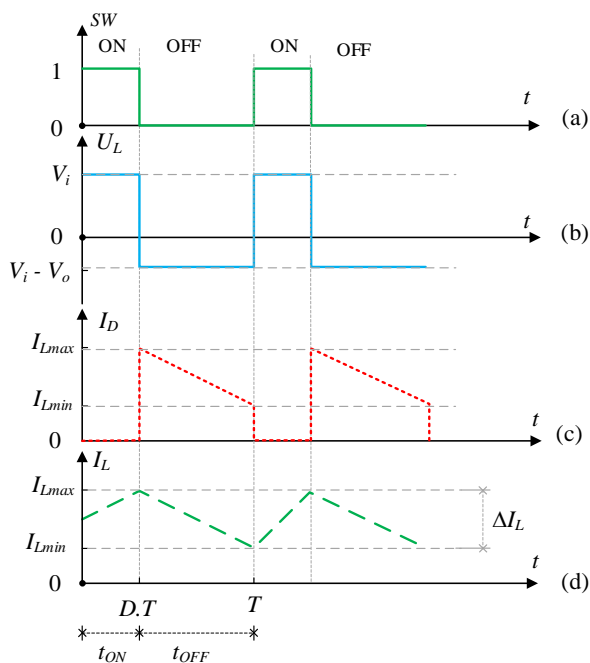 SW
ON OFF ON OFF
1
t
0
(a)
U_L
V_i
0
t
(b)
V_i - V_o
I_D
I_Lmax
I_Lmin
t
0
(c)
I_L
I_Lmax
ΔI_L
I_Lmin
t
0
(d)
D.T T
t_ON t_OFF